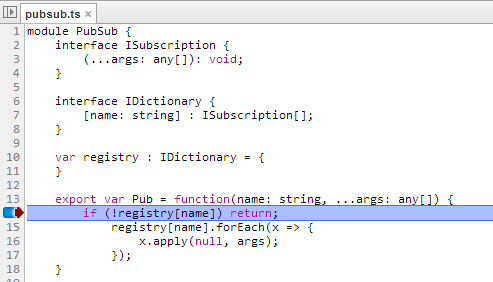 pubsub.ts ×
1 module PubSub {
2     interface ISubscription {
3         (...args: any[]): void;
4     }
5
6     interface IDictionary {
7         [name: string] : ISubscription[];
8     }
9
10     var registry : IDictionary = {
11     }
12
13     export var Pub = function(name: string, ...args: any[]) {
        if (!registry[name]) return;
15             registry[name].forEach(x => {
16                 x.apply(null, args);
17             });
18     }